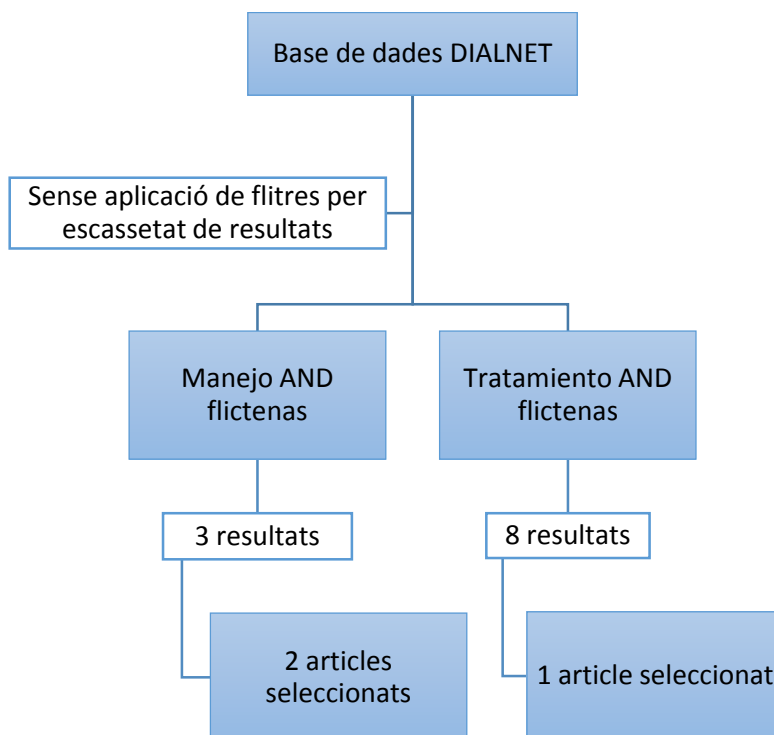 Base de dades DIALNET
Sense aplicació de flitres per
escassetat de resultats
Manejo AND
flictenas
Tratamiento AND
flictenas
3 resultats
8 resultats
2 articles
seleccionats
1 article seleccionat